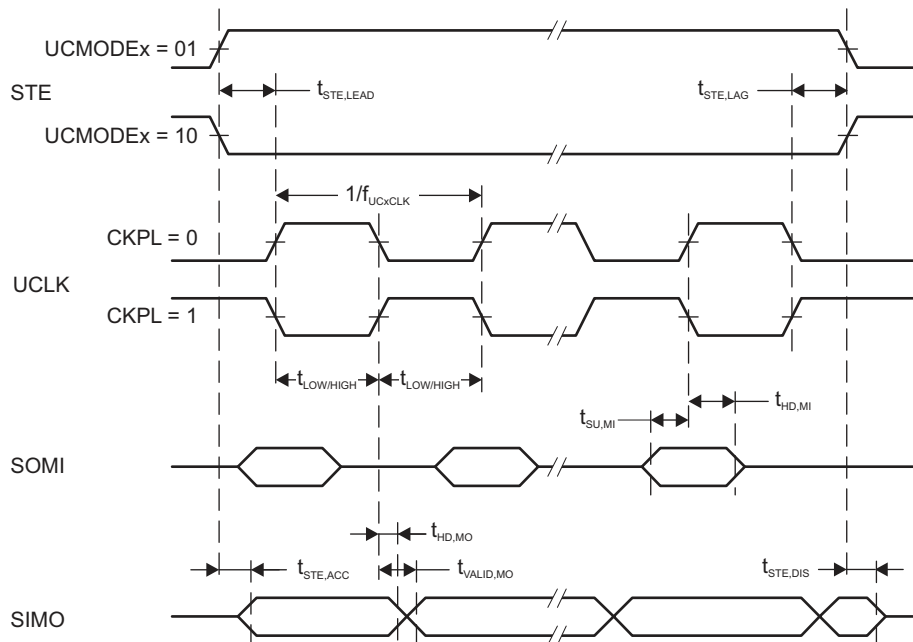 UCMODEx = 01
STE
t_STE,LEAD
t_STE,LAG
UCMODEx = 10
1/f_UCxCLK
CKPL = 0
UCLK
CKPL = 1
t_LOW/HIGH t_LOW/HIGH
t_SU,MI
t_HD,MI
SOMI
t_HD,MO
t_STE,ACC
t_VALID,MO
t_STE,DIS
SIMO